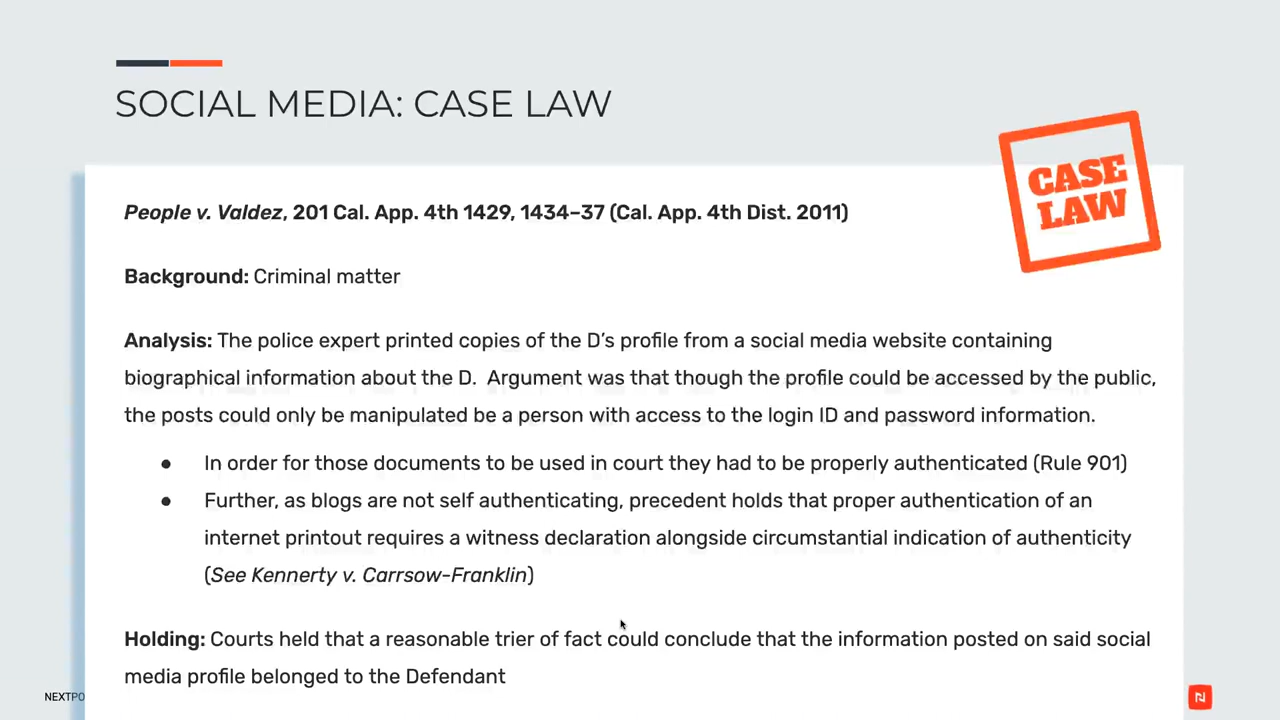 SOCIAL MEDIA: CASE LAW
CASE
LAW
People v. Valdez, 201 Cal. App. 4th 1429, 1434–37 (Cal. App. 4th Dist. 2011)
Background: Criminal matter
Analysis: The police expert printed copies of the D’s profile from a social media website containing
biographical information about the D.  Argument was that though the profile could be accessed by the public,
the posts could only be manipulated be a person with access to the login ID and password information.
● In order for those documents to be used in court they had to be properly authenticated (Rule 901)
● Further, as blogs are not self authenticating, precedent holds that proper authentication of an
internet printout requires a witness declaration alongside circumstantial indication of authenticity
(See Kennerty v. Carrsow-Franklin)
Holding: Courts held that a reasonable trier of fact could conclude that the information posted on said social
media profile belonged to the Defendant
NEXTPO